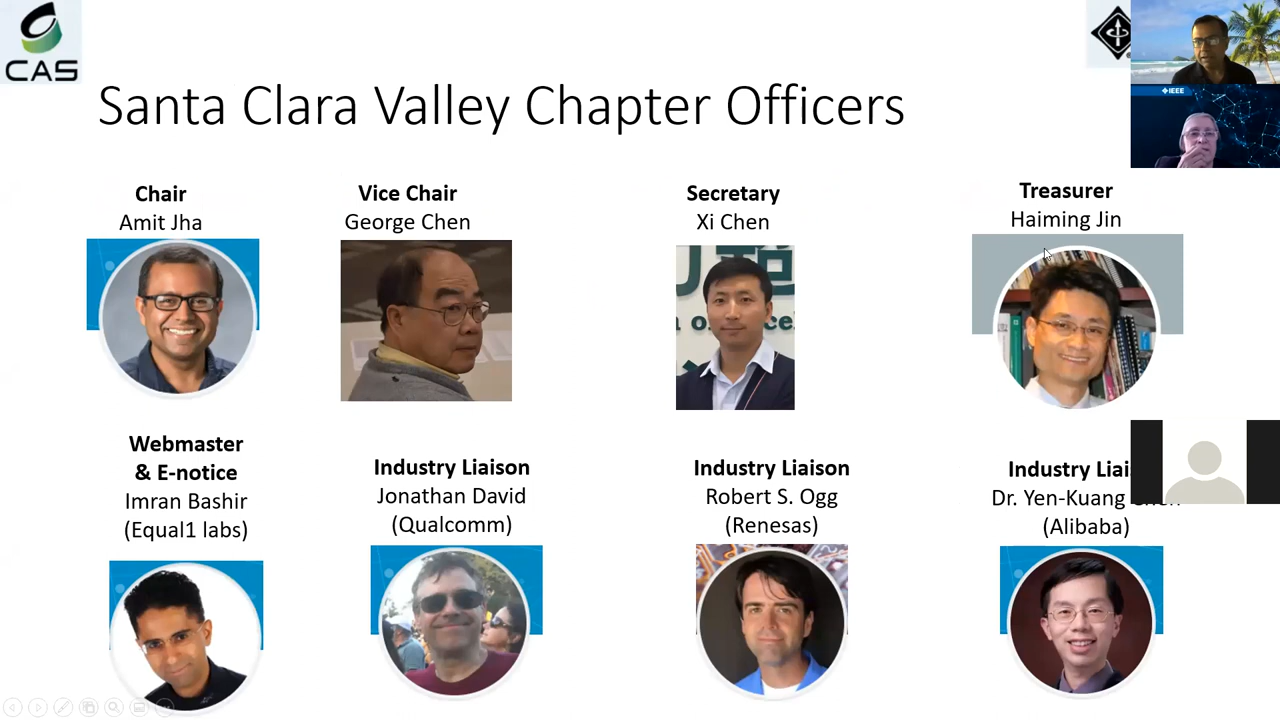 CAS
IEEE
Santa Clara Valley Chapter Officers
Chair
Amit Jha
Vice Chair
George Chen
Secretary
Xi Chen
Treasurer
Haiming Jin
Webmaster
& E-notice
Imran Bashir
(Equal1 labs)
Industry Liaison
Jonathan David
(Qualcomm)
Industry Liaison
Robert S. Ogg
(Renesas)
Industry
Dr. Yen-Kuang
(Alibaba)